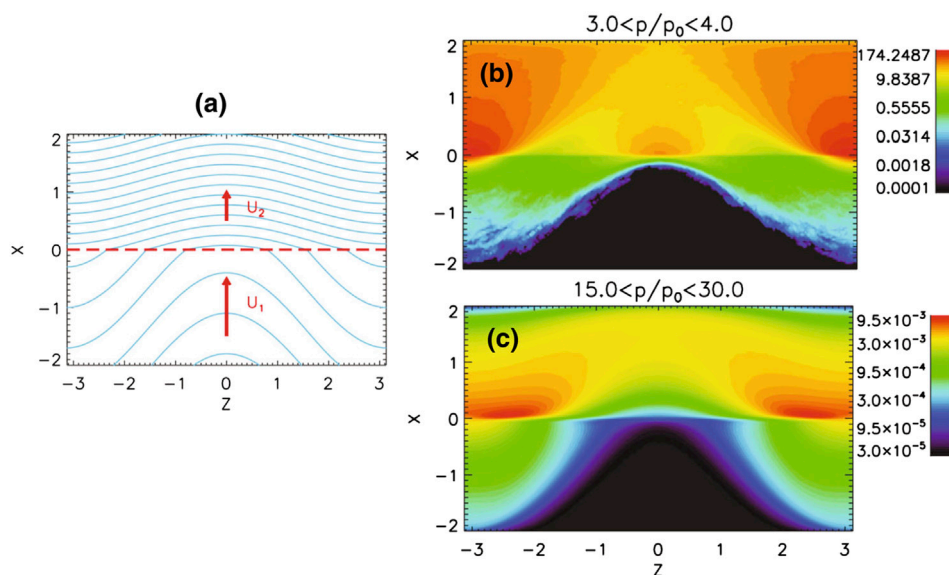 (a)
X
1
0
-1
-2
U₂
U₁
-3 -2 -1 0 1 2 3
Z
3.0<p/p₀<4.0
(b)
X
2
1
0
-1
-2
174.2487
9.8387
0.5555
0.0314
0.0018
0.0001
15.0<p/p₀<30.0
(c)
X
2
1
0
-1
-2
9.5×10⁻³
3.0×10⁻³
9.5×10⁻⁴
3.0×10⁻⁴
9.5×10⁻⁵
3.0×10⁻⁵
-3 -2 -1 0 1 2 3
Z